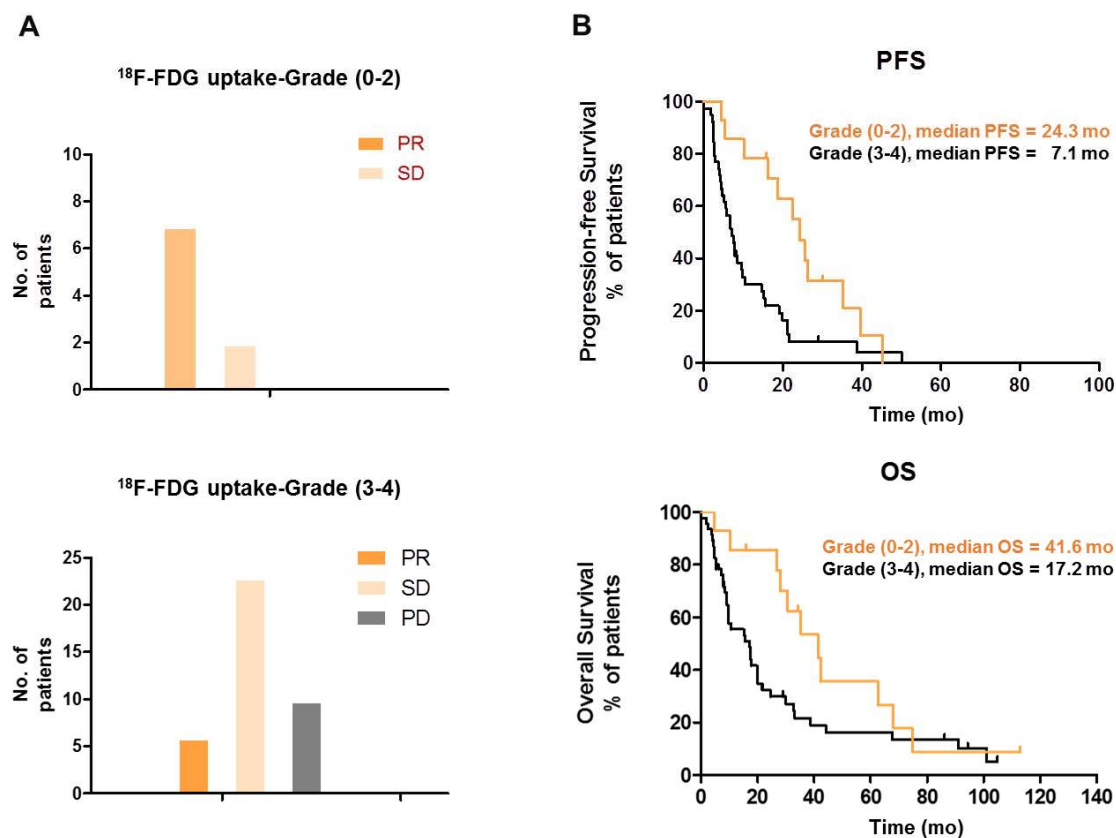 A
¹⁸F-FDG uptake-Grade (0-2)
PR
SD
10
8
6
4
2
0
No. of
patients
¹⁸F-FDG uptake-Grade (3-4)
PR
SD
PD
25
20
15
10
5
0
No. of
patients
B
PFS
Grade (0-2), median PFS = 24.3 mo
Grade (3-4), median PFS = 7.1 mo
100
80
60
40
20
0
Progression-free Survival
% of patients
0 20 40 60 80 100
Time (mo)
OS
Grade (0-2), median OS = 41.6 mo
Grade (3-4), median OS = 17.2 mo
100
80
60
40
20
0
Overall Survival
% of patients
0 20 40 60 80 100 120 140
Time (mo)